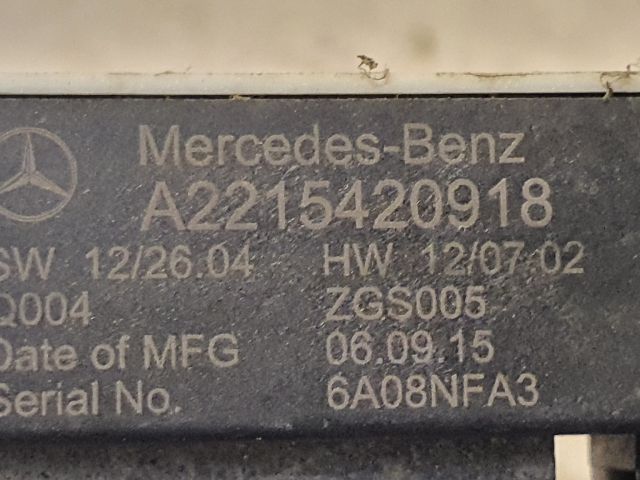 Mercedes-Benz
A2215420918
SW 12/26.04 HW 12/07.02
Q004 ZGS005
Date of MFG 06.09.15
Serial No. 6A08NFA3